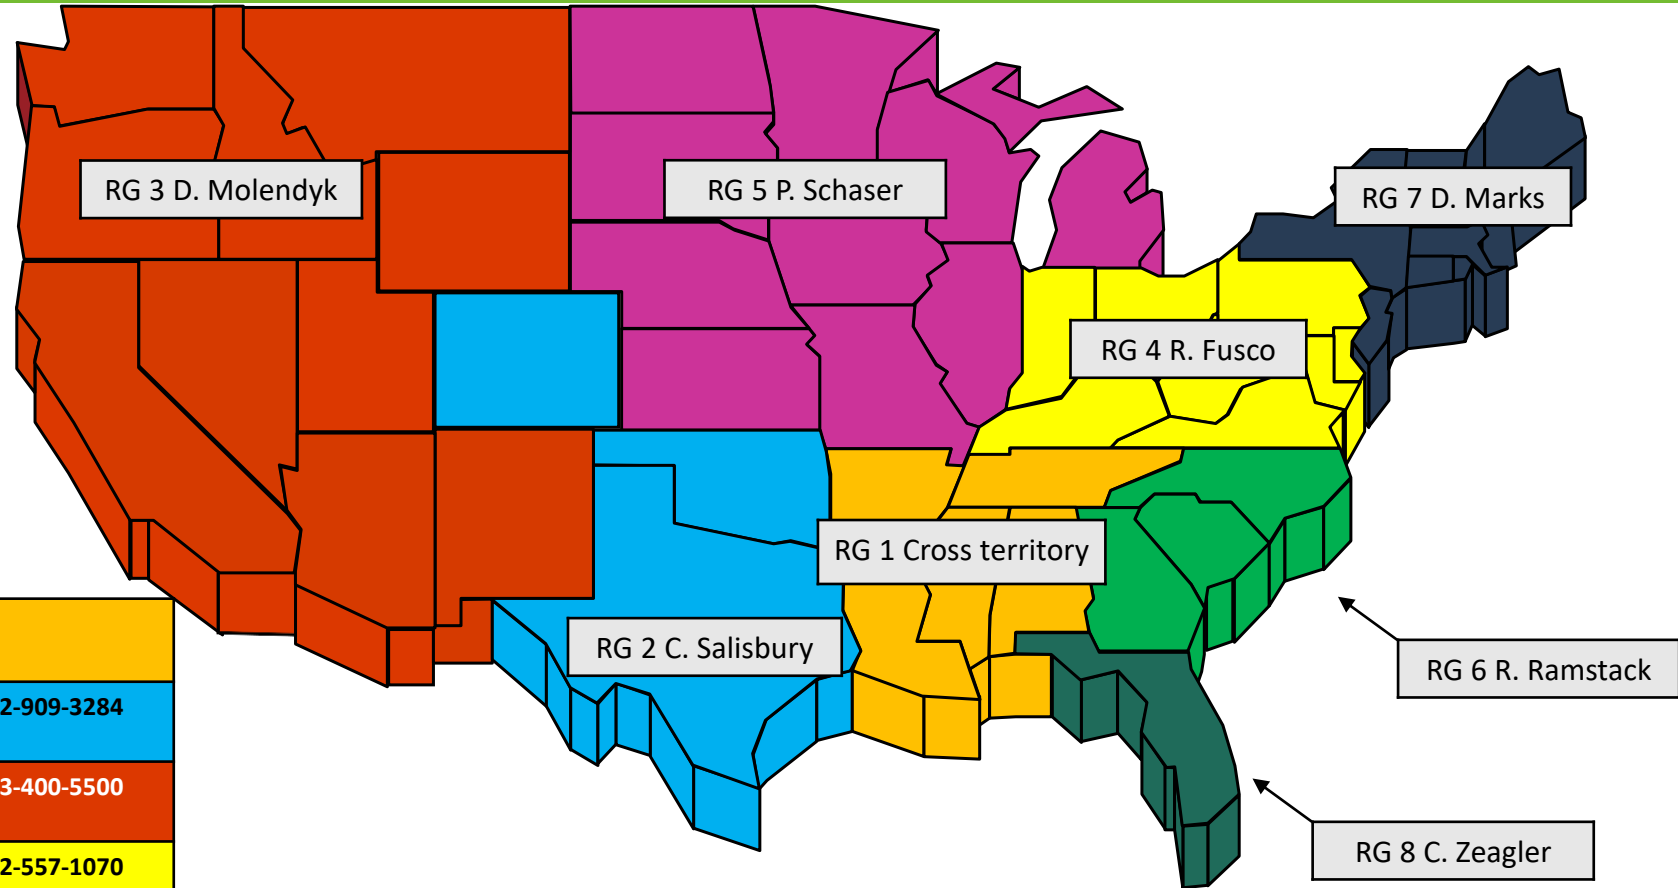 RG 3 D. Molendyk
RG 5 P. Schaser
RG 7 D. Marks
RG 4 R. Fusco
RG 1 Cross territory
RG 2 C. Salisbury
RG 6 R. Ramstack
RG 8 C. Zeagler
2-909-3284
3-400-5500
2-557-1070